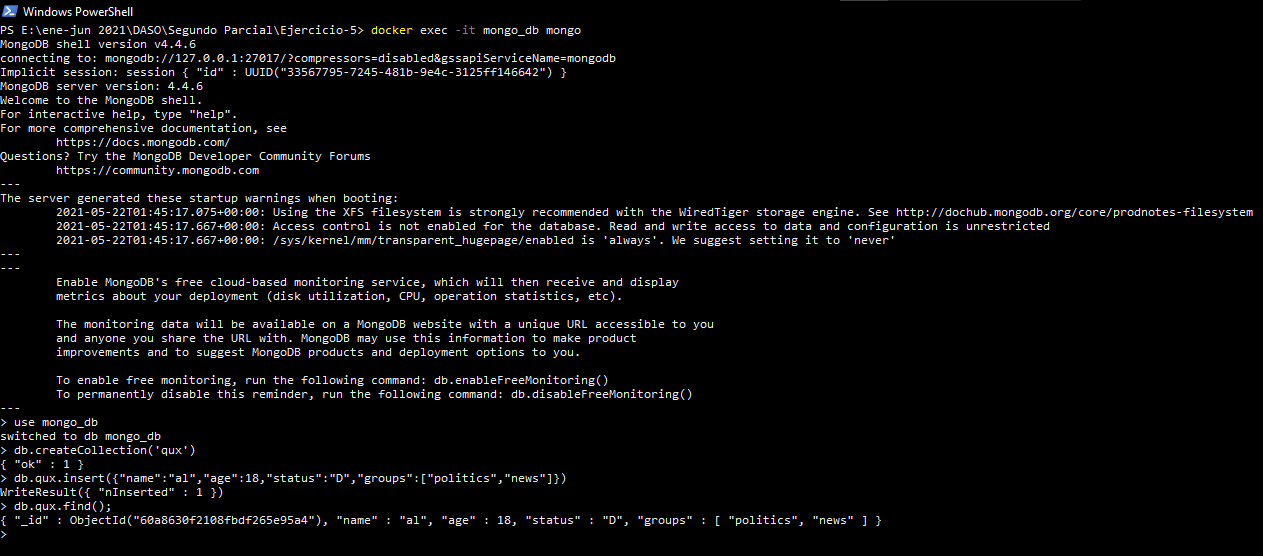 Windows PowerShell
PS E:\ene-jun 2021\DASO\Segundo Parcial\Ejercicio-5> docker exec -it mongo_db mongo
MongoDB shell version v4.4.6
connecting to: mongodb://127.0.0.1:27017/?compressors=disabled&gssapiServiceName=mongodb
Implicit session: session { "id" : UUID("33567795-7245-481b-9e4c-3125ff146642") }
MongoDB server version: 4.4.6
Welcome to the MongoDB shell.
For interactive help, type "help".
For more comprehensive documentation, see
        https://docs.mongodb.com/
Questions? Try the MongoDB Developer Community Forums
        https://community.mongodb.com
---
The server generated these startup warnings when booting:
        2021-05-22T01:45:17.075+00:00: Using the XFS filesystem is strongly recommended with the WiredTiger storage engine. See http://dochub.mongodb.org/core/prodnotes-filesystem
        2021-05-22T01:45:17.667+00:00: Access control is not enabled for the database. Read and write access to data and configuration is unrestricted
        2021-05-22T01:45:17.667+00:00: /sys/kernel/mm/transparent_hugepage/enabled is 'always'. We suggest setting it to 'never'
---
---
        Enable MongoDB's free cloud-based monitoring service, which will then receive and display
        metrics about your deployment (disk utilization, CPU, operation statistics, etc).

        The monitoring data will be available on a MongoDB website with a unique URL accessible to you
        and anyone you share the URL with. MongoDB may use this information to make product
        improvements and to suggest MongoDB products and deployment options to you.

        To enable free monitoring, run the following command: db.enableFreeMonitoring()
        To permanently disable this reminder, run the following command: db.disableFreeMonitoring()
---
> use mongo_db
switched to db mongo_db
> db.createCollection('qux')
{ "ok" : 1 }
> db.qux.insert({"name":"al","age":18,"status":"D","groups":["politics","news"]})
WriteResult({ "nInserted" : 1 })
> db.qux.find();
{ "_id" : ObjectId("60a8630f2108fbdf265e95a4"), "name" : "al", "age" : 18, "status" : "D", "groups" : [ "politics", "news" ] }
>